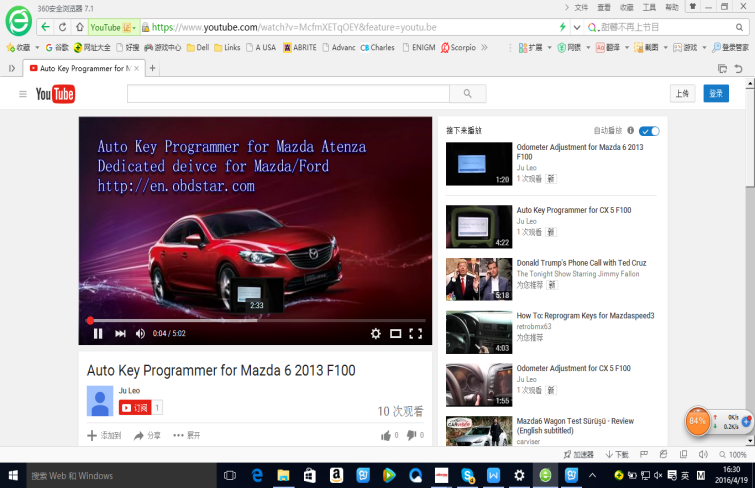 360安全浏览器 7.1
文件 查看 收藏 工具 帮助
YouTube 证 https://www.youtube.com/watch?v=McfmXETqOEY&feature=youtu.be
甜馨不再上节目
收藏 谷歌 网址大全 好搜 游戏中心 Dell Links A USA ABRITE Advanc Charles ENIGM Scorpio
扩展 网银 翻译 截图 游戏 登录管家
Auto Key Programmer for M
YouTube
上传 登录
Auto Key Programmer for Mazda Atenza
Dedicated deivce for Mazda/Ford
http://en.obdstar.com
2:33
0:04 / 5:02
Auto Key Programmer for Mazda 6 2013 F100
Ju Leo
订阅 1
10 次观看
添加到 分享 展开
0 0
接下来播放 自动播放
Odometer Adjustment for Mazda 6 2013
F100
Ju Leo
1 次观看 新
1:20
Auto Key Programmer for CX 5 F100
Ju Leo
1 次观看 新
4:22
Donald Trump's Phone Call with Ted Cruz
The Tonight Show Starring Jimmy Fallon
为您推荐 新
5:18
How To: Reprogram Keys for Mazdaspeed3
retrobmx63
为您推荐
4:03
Odometer Adjustment for CX 5 F100
Ju Leo
1 次观看 新
1:55
Mazda6 Wagon Test Sürüşü - Review
(English subtitled)
carviser
84%
0K/s
0.2K/s
加速器 下载 100%
搜索 Web 和 Windows
英 M
16:30
2016/4/19